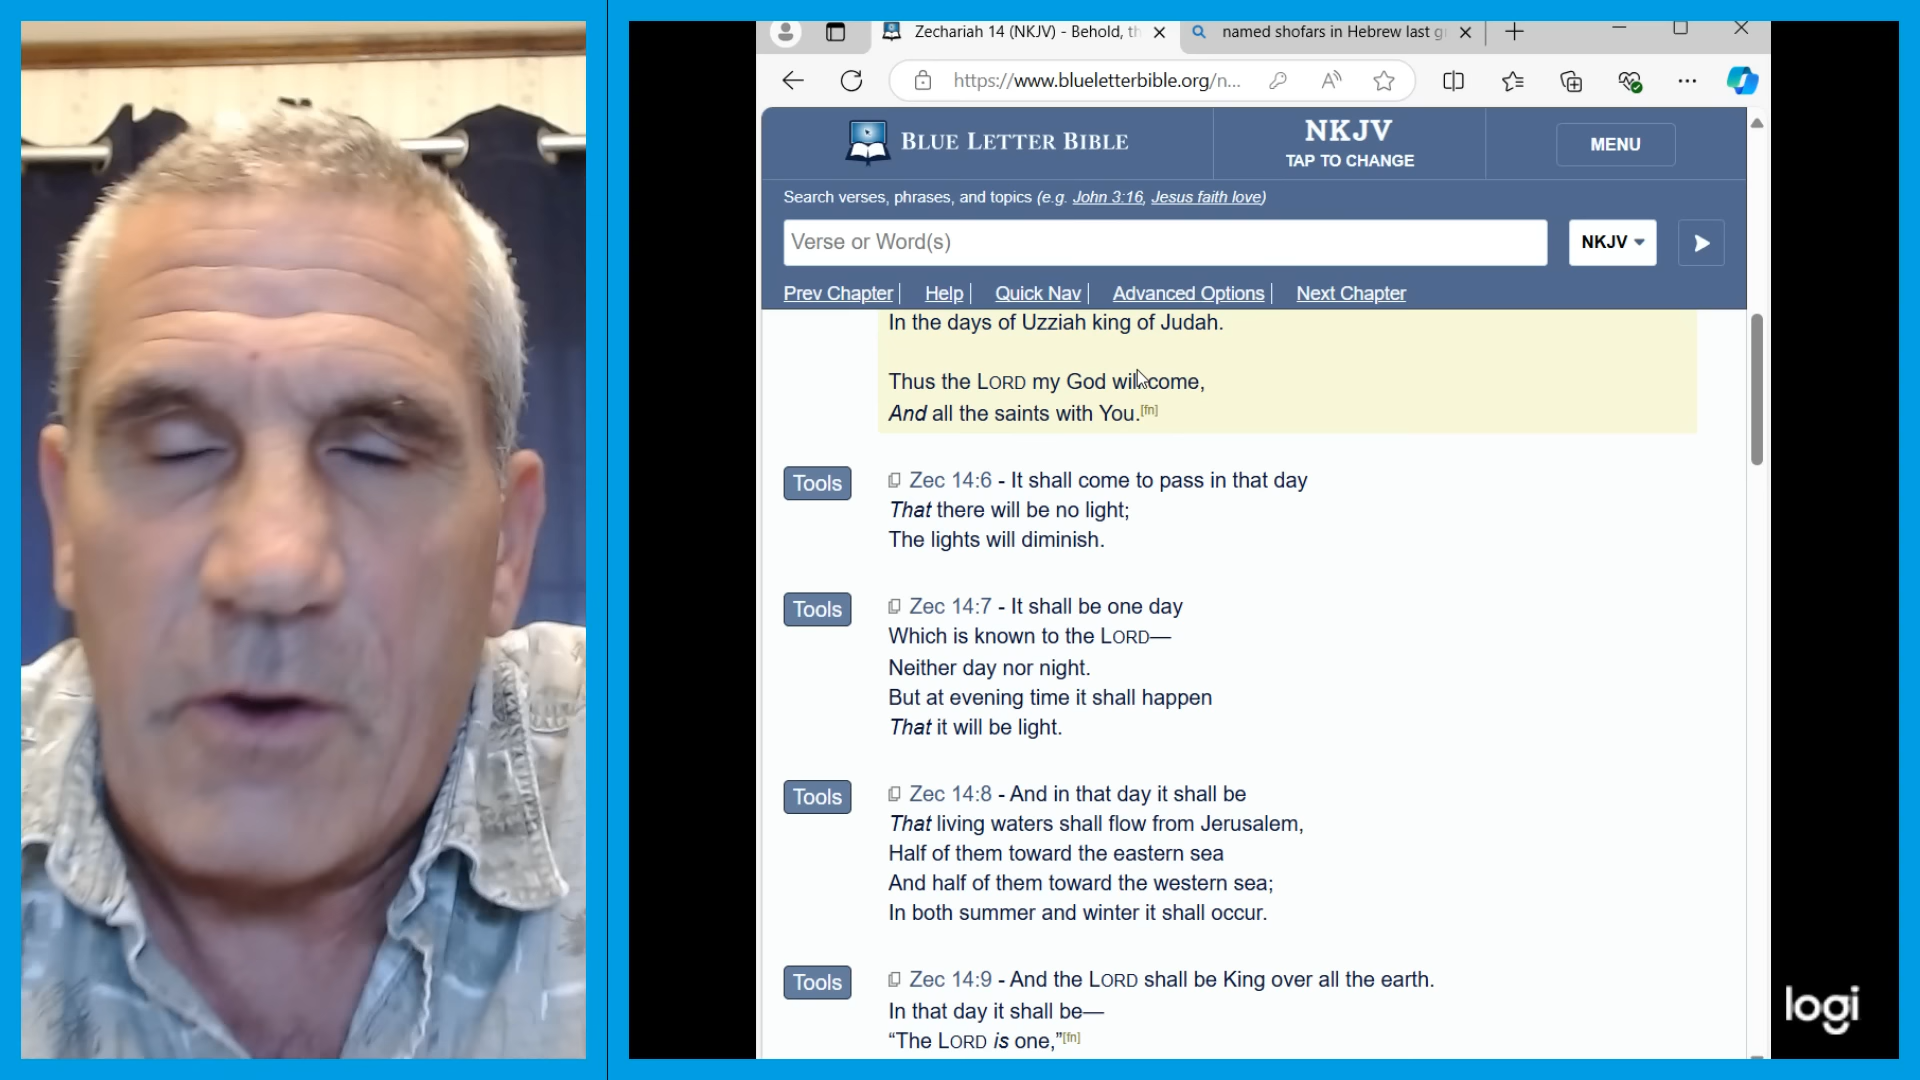 Zechariah 14 (NKJV) - Behold, th
named shofars in Hebrew last g
https://www.blueletterbible.org/n...
BLUE LETTER BIBLE
NKJV
TAP TO CHANGE
MENU
Search verses, phrases, and topics (e.g. John 3:16, Jesus faith love)
Verse or Word(s)
NKJV
Prev Chapter | Help | Quick Nav | Advanced Options | Next Chapter
In the days of Uzziah king of Judah.
Thus the LORD my God will come,
And all the saints with You.[fn]
Tools
Zec 14:6 - It shall come to pass in that day
That there will be no light;
The lights will diminish.
Tools
Zec 14:7 - It shall be one day
Which is known to the LORD—
Neither day nor night.
But at evening time it shall happen
That it will be light.
Tools
Zec 14:8 - And in that day it shall be
That living waters shall flow from Jerusalem,
Half of them toward the eastern sea
And half of them toward the western sea;
In both summer and winter it shall occur.
Tools
Zec 14:9 - And the LORD shall be King over all the earth.
In that day it shall be—
“The LORD is one,”[fn]
logi